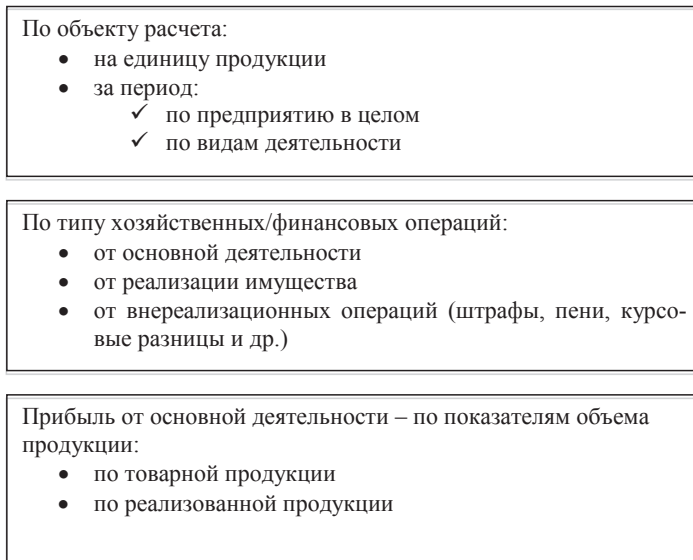 По объекту расчета:
• на единицу продукции
• за период:
✓ по предприятию в целом
✓ по видам деятельности
По типу хозяйственных/финансовых операций:
• от основной деятельности
• от реализации имущества
• от внереализационных операций (штрафы, пени, курсо-
вые разницы и др.)
Прибыль от основной деятельности – по показателям объема
продукции:
• по товарной продукции
• по реализованной продукции